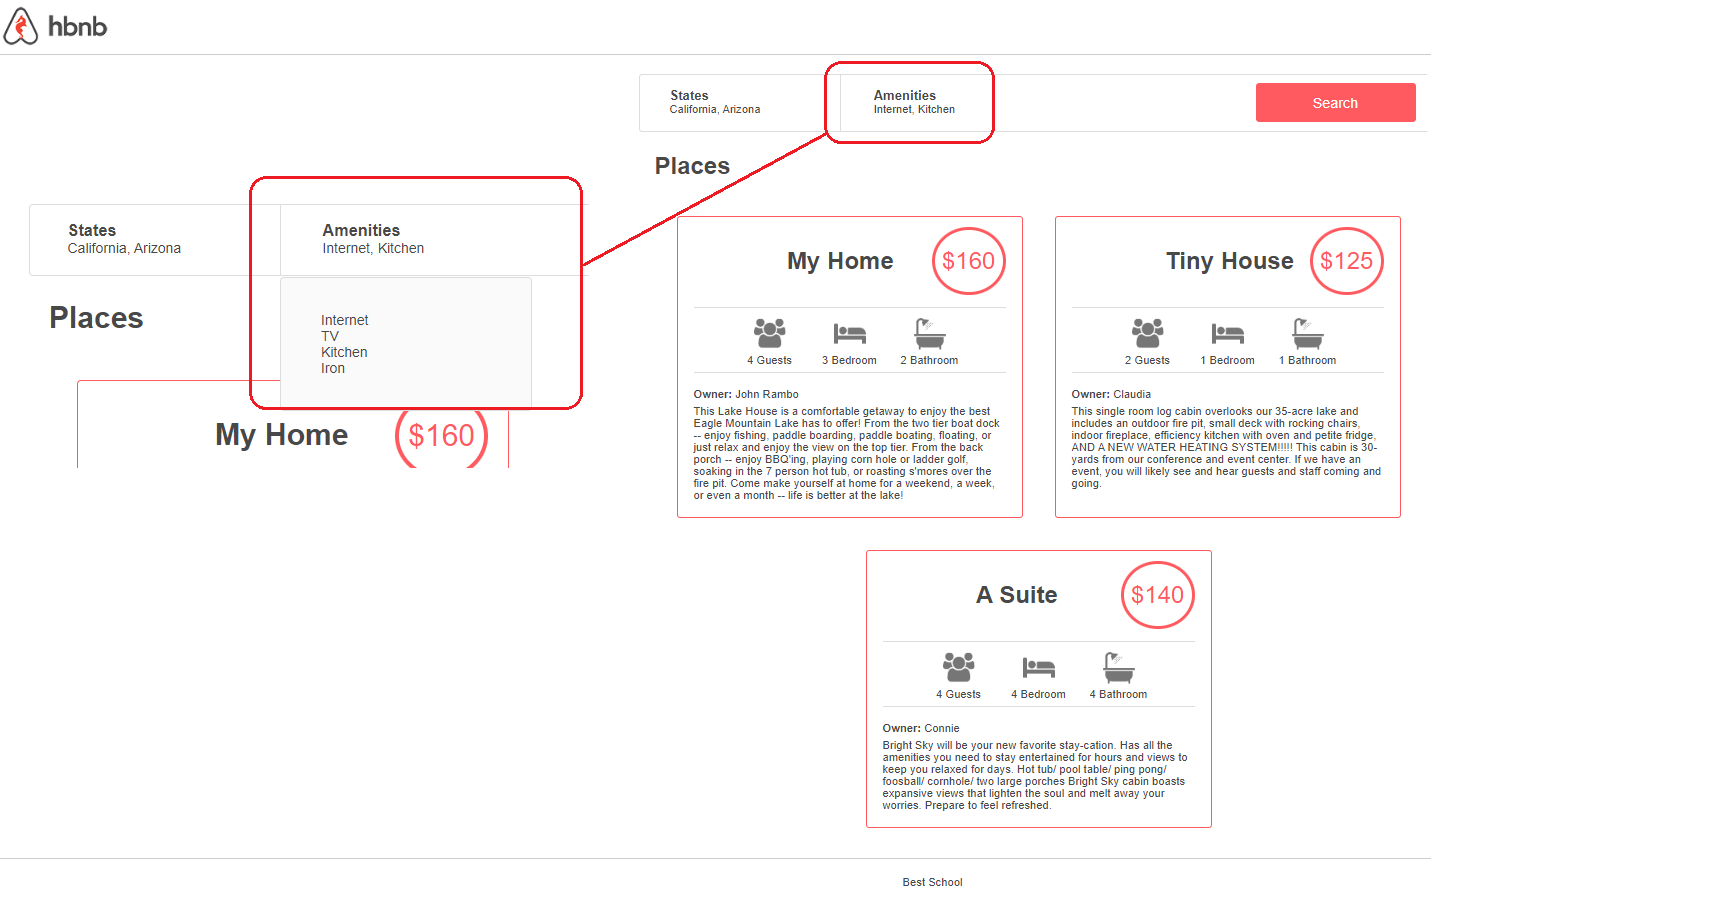 hbnb
States
California, Arizona
Amenities
Internet, Kitchen
Search
Places
States
California, Arizona
Amenities
Internet, Kitchen
Places
Internet
TV
Kitchen
Iron
My Home
$160
My Home
$160
4 Guests
3 Bedroom
2 Bathroom
Owner: John Rambo
This Lake House is a comfortable getaway to enjoy the best
Eagle Mountain Lake has to offer! From the two tier boat dock
-- enjoy fishing, paddle boarding, paddle boating, floating, or
just relax and enjoy the view on the top tier. From the back
porch -- enjoy BBQ'ing, playing corn hole or ladder golf,
soaking in the 7 person hot tub, or roasting s'mores over the
fire pit. Come make yourself at home for a weekend, a week,
or even a month -- life is better at the lake!
Tiny House
$125
2 Guests
1 Bedroom
1 Bathroom
Owner: Claudia
This single room log cabin overlooks our 35-acre lake and
includes an outdoor fire pit, small deck with rocking chairs,
indoor fireplace, efficiency kitchen with oven and petite fridge,
AND A NEW WATER HEATING SYSTEM!!!!! This cabin is 30-
yards from our conference and event center. If we have an
event, you will likely see and hear guests and staff coming and
going.
A Suite
$140
4 Guests
4 Bedroom
4 Bathroom
Owner: Connie
Bright Sky will be your new favorite stay-cation. Has all the
amenities you need to stay entertained for hours and views to
keep you relaxed for days. Hot tub/ pool table/ ping pong/
foosball/ cornhole/ two large porches Bright Sky cabin boasts
expansive views that lighten the soul and melt away your
worries. Prepare to feel refreshed.
Best School